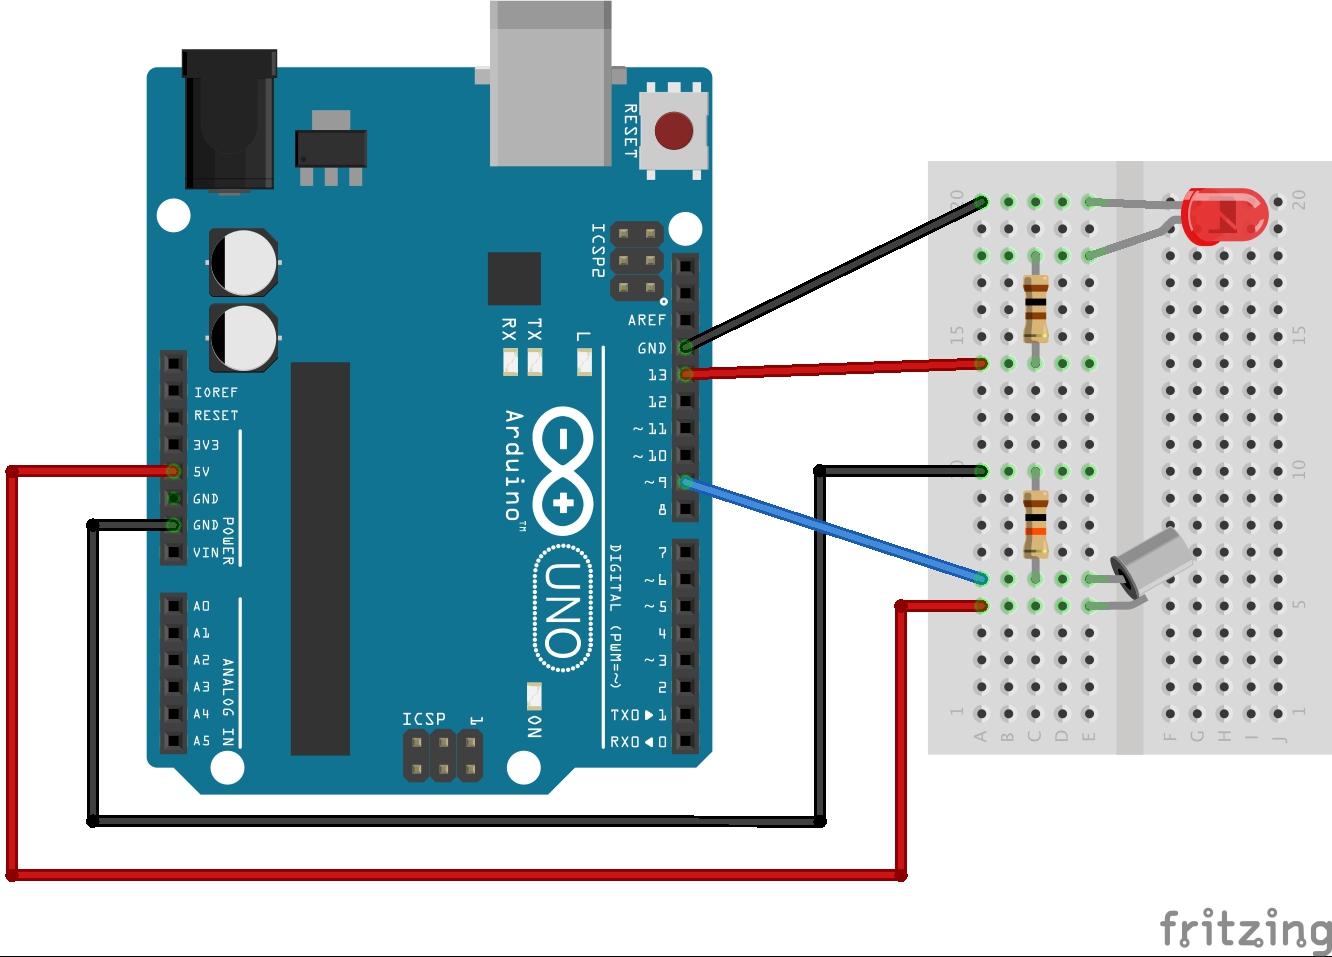 RESET
ICSP2
AREF
GND
RX
TX
L
13
12
~11
~10
~9
8
IOREF
RESET
3V3
5V
GND
GND
VIN
POWER
Arduino™
UNO
DIGITAL (PWM=~)
7
~6
~5
4
~3
2
TX0▶1
RX0◀0
A0
A1
A2
A3
A4
A5
ANALOG IN
ICSP
1
ON
20
20
15
15
10
10
5
1
1
A B C D E F G H I J
fritzing